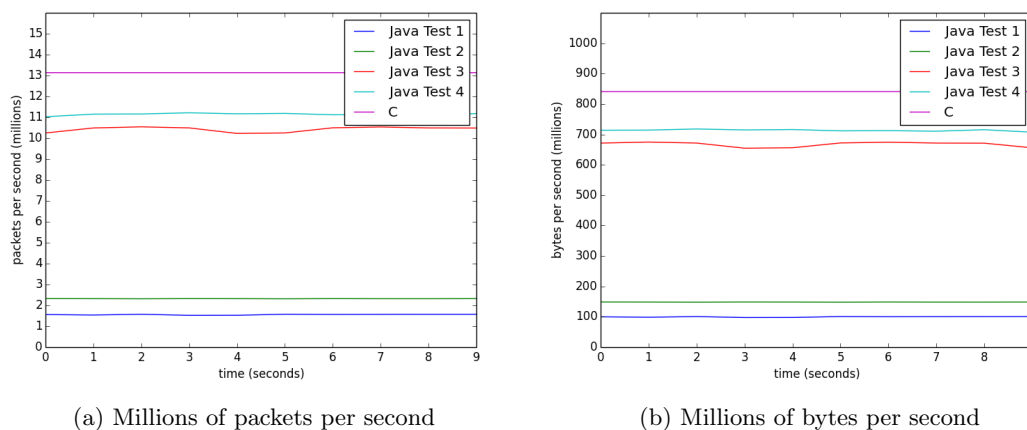 16
15
14
13
12
11
10
9
8
7
6
5
4
3
2
1
0
packets per second (millions)
0 1 2 3 4 5 6 7 8 9
time (seconds)
Java Test 1
Java Test 2
Java Test 3
Java Test 4
C
(a) Millions of packets per second
1000
900
800
700
600
500
400
300
200
100
0
bytes per second (millions)
0 1 2 3 4 5 6 7 8
time (seconds)
Java Test 1
Java Test 2
Java Test 3
Java Test 4
C
(b) Millions of bytes per second